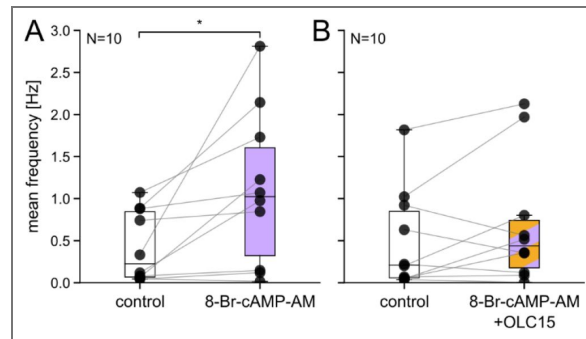 A
B
*
N=10
N=10
3.0
2.5
2.0
1.5
1.0
0.5
0.0
mean frequency [Hz]
control
8-Br-cAMP-AM
control
8-Br-cAMP-AM
+OLC15